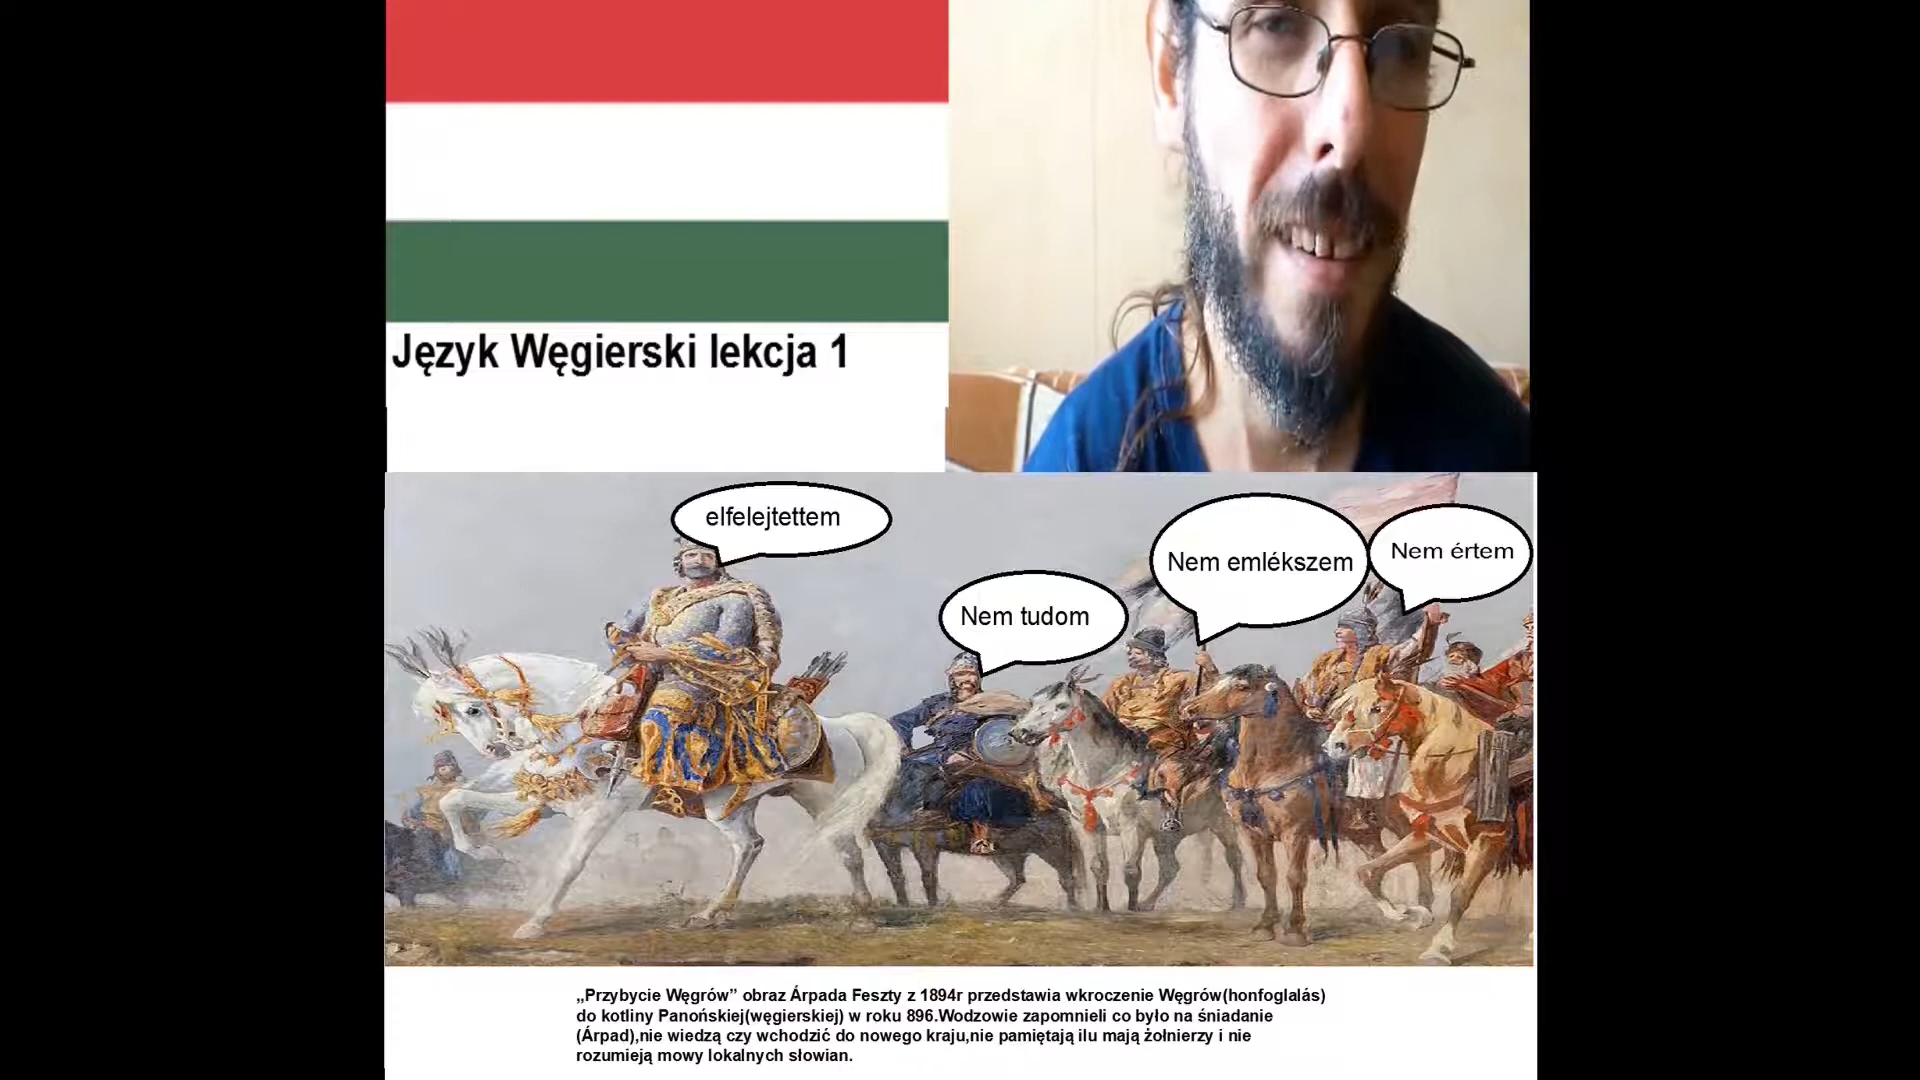 Język Węgierski lekcja 1
elfelejtettem
Nem tudom
Nem emlékszem
Nem értem
„Przybycie Węgrów” obraz Árpada Feszty z 1894r przedstawia wkroczenie Węgrów(honfoglalás)
do kotliny Panońskiej(węgierskiej) w roku 896.Wodzowie zapomnieli co było na śniadanie
(Árpad),nie wiedzą czy wchodzić do nowego kraju,nie pamiętają ilu mają żołnierzy i nie
rozumieją mowy lokalnych słowian.